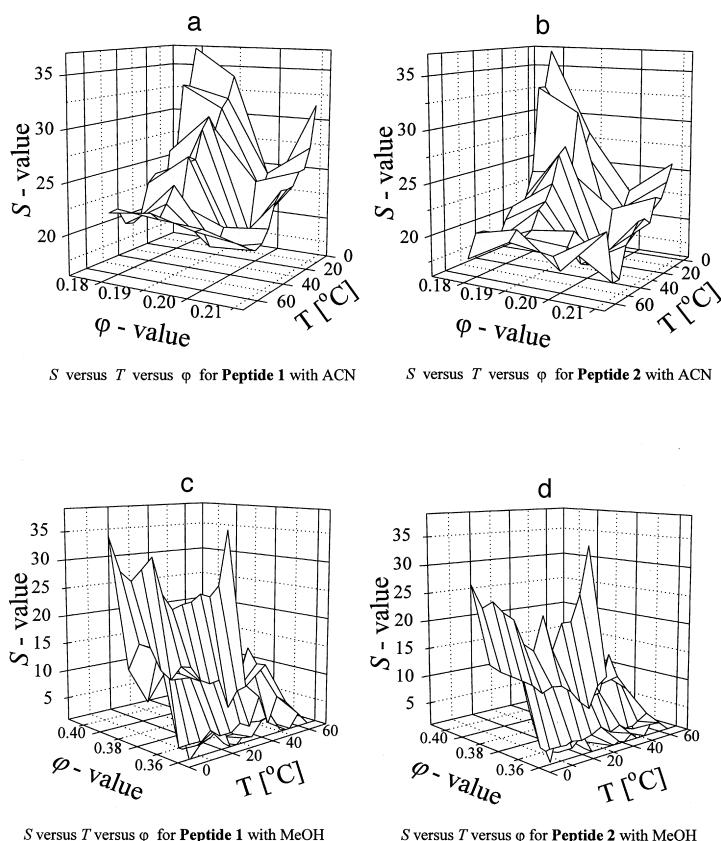 a
35
30
25
20
S - value
0.18
0.19
0.20
0.21
φ - value
60
40
20
0
T [°C]
S versus T versus φ for Peptide 1 with ACN
b
35
30
25
20
S - value
0.18
0.19
0.20
0.21
φ - value
60
40
20
0
T [°C]
S versus T versus φ for Peptide 2 with ACN
c
35
30
25
20
15
10
5
S - value
0.40
0.38
0.36
φ - value
0
20
40
60
T [°C]
S versus T versus φ for Peptide 1 with MeOH
d
35
30
25
20
15
10
5
S - value
0.40
0.38
0.36
φ - value
0
20
40
60
T [°C]
S versus T versus φ for Peptide 2 with MeOH